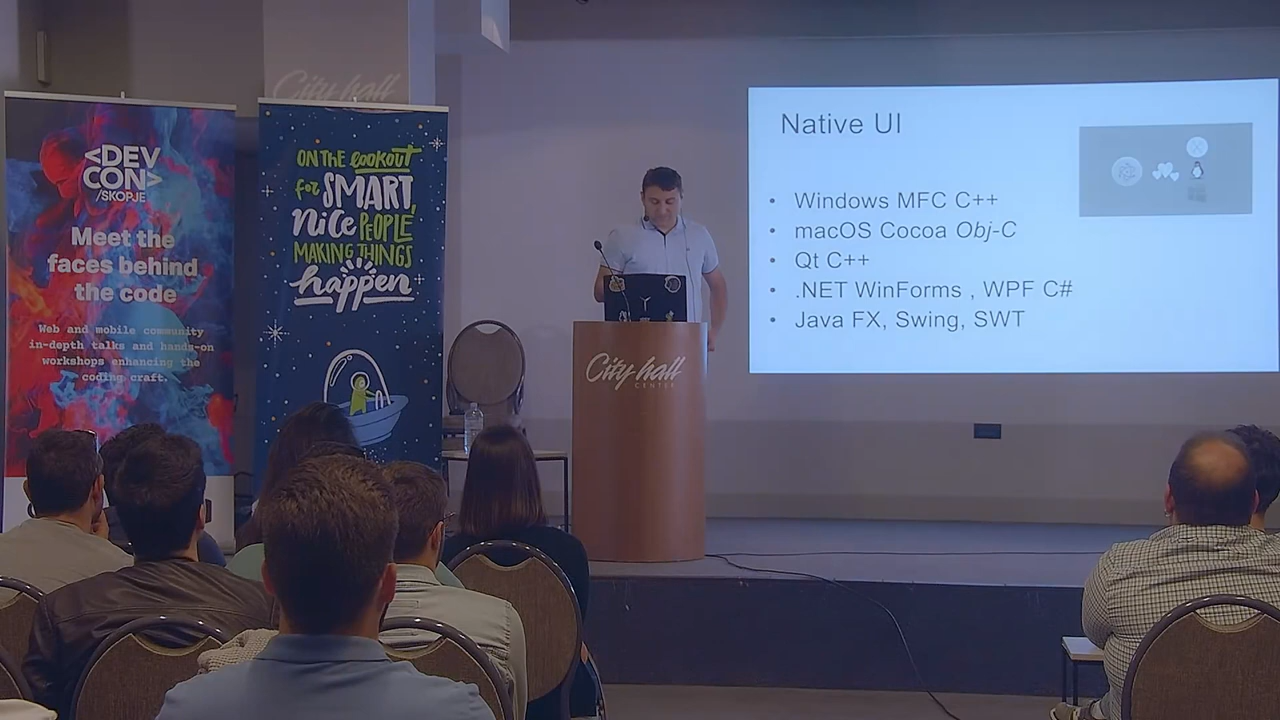 City hall
<DEV
CON>
/SKOPJE
Meet the
faces behind
the code
Web and mobile community
in-depth talks and hands-on
workshops enhancing the
coding craft.
ON THE lookout
for SMART,
Nice PEOPLE
MAKING THINGS
happen
City hall
CENTER
Native UI
• Windows MFC C++
• macOS Cocoa Obj-C
• Qt C++
• .NET WinForms , WPF C#
• Java FX, Swing, SWT